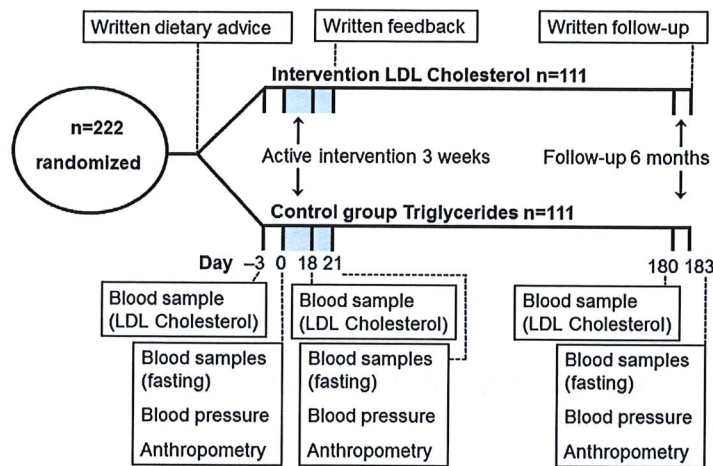 Written dietary advice
Written feedback
Written follow-up
Intervention LDL Cholesterol n=111
n=222
randomized
Active intervention 3 weeks
Follow-up 6 months
Control group Triglycerides n=111
Day –3 0 18 21 180 183
Blood sample
(LDL Cholesterol)
Blood sample
(LDL Cholesterol)
Blood sample
(LDL Cholesterol)
Blood samples
(fasting)
Blood pressure
Anthropometry
Blood samples
(fasting)
Blood pressure
Anthropometry
Blood samples
(fasting)
Blood pressure
Anthropometry